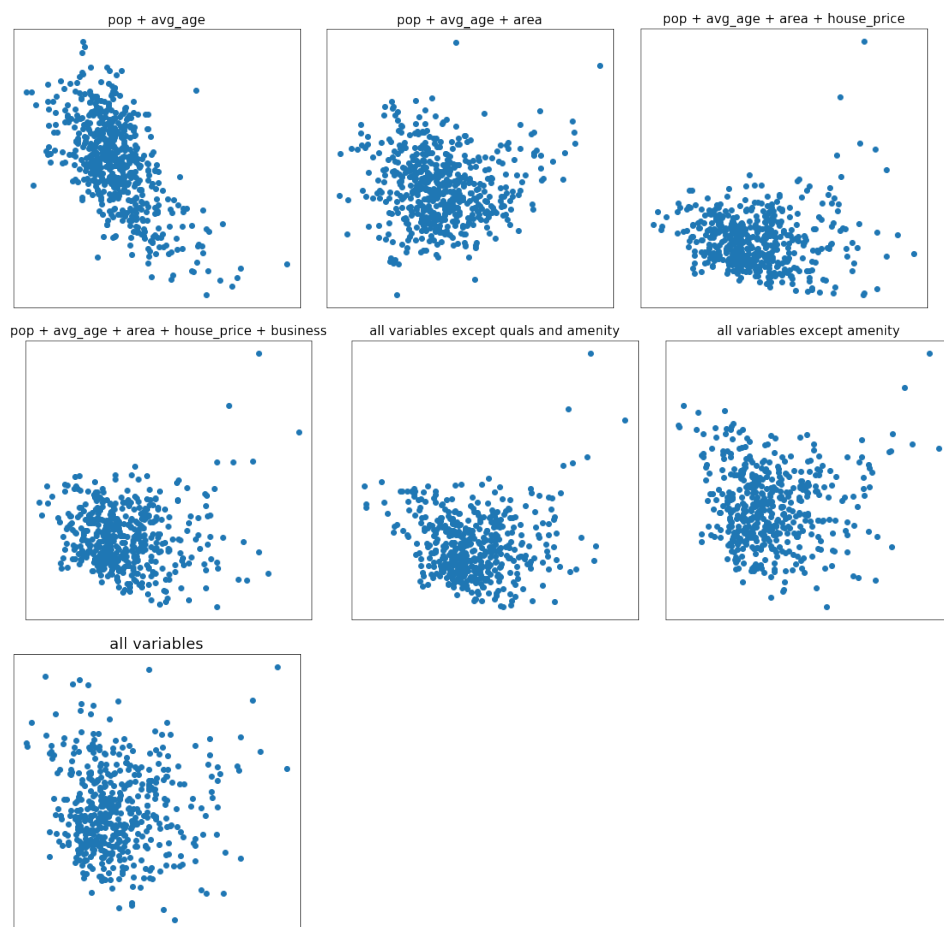 pop + avg_age
pop + avg_age + area
pop + avg_age + area + house_price
pop + avg_age + area + house_price + business
all variables except quals and amenity
all variables except amenity
all variables